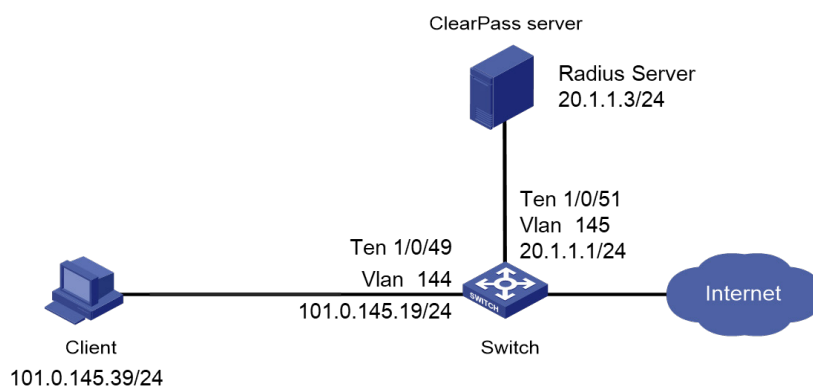 ClearPass server
Radius Server
20.1.1.3/24
Ten 1/0/51
Vlan 145
20.1.1.1/24
Ten 1/0/49
Vlan 144
101.0.145.19/24
SWITCH
Internet
Client
Switch
101.0.145.39/24